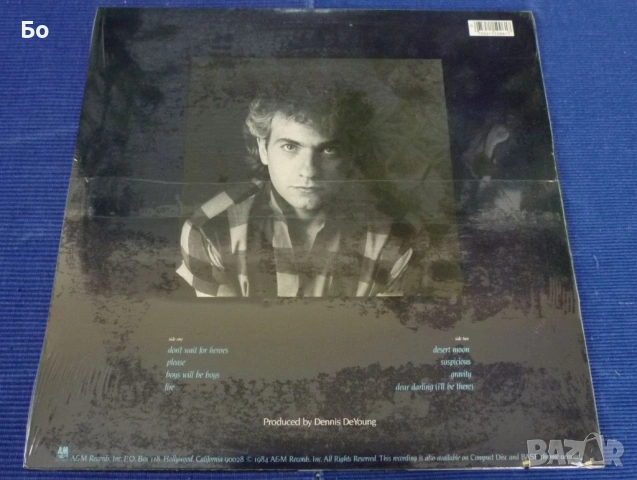 Бо
side one
don't wait for heroes
please
boys will be boys
fire
side two
desert moon
suspicious
gravity
dear darling (i'll be there)
Produced by Dennis DeYoung
A&M
A&M Records, Inc. P.O. Box 118, Hollywood, California 90028 © 1984 A&M Records, Inc. All Rights Reserved. This recording is also available on Compact Disc and BASF
BAZAR